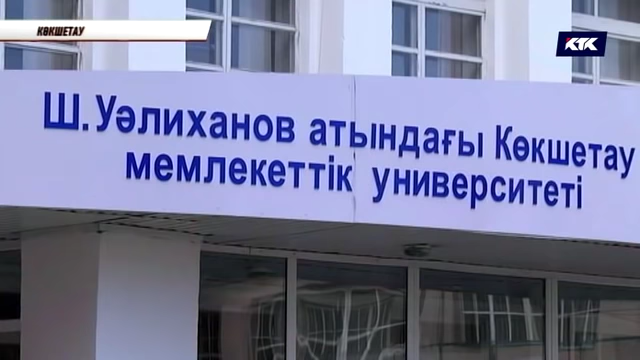 КӨКШЕТАУ
КТК
Ш. Уәлиханов атындағы Көкшетау
мемлекеттік университеті